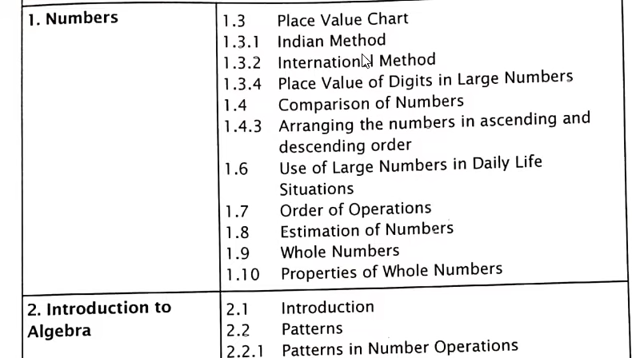 1. Numbers
1.3 Place Value Chart
1.3.1 Indian Method
1.3.2 International Method
1.3.4 Place Value of Digits in Large Numbers
1.4 Comparison of Numbers
1.4.3 Arranging the numbers in ascending and
descending order
1.6 Use of Large Numbers in Daily Life
Situations
1.7 Order of Operations
1.8 Estimation of Numbers
1.9 Whole Numbers
1.10 Properties of Whole Numbers
2. Introduction to
Algebra
2.1 Introduction
2.2 Patterns
2.2.1 Patterns in Number Operations